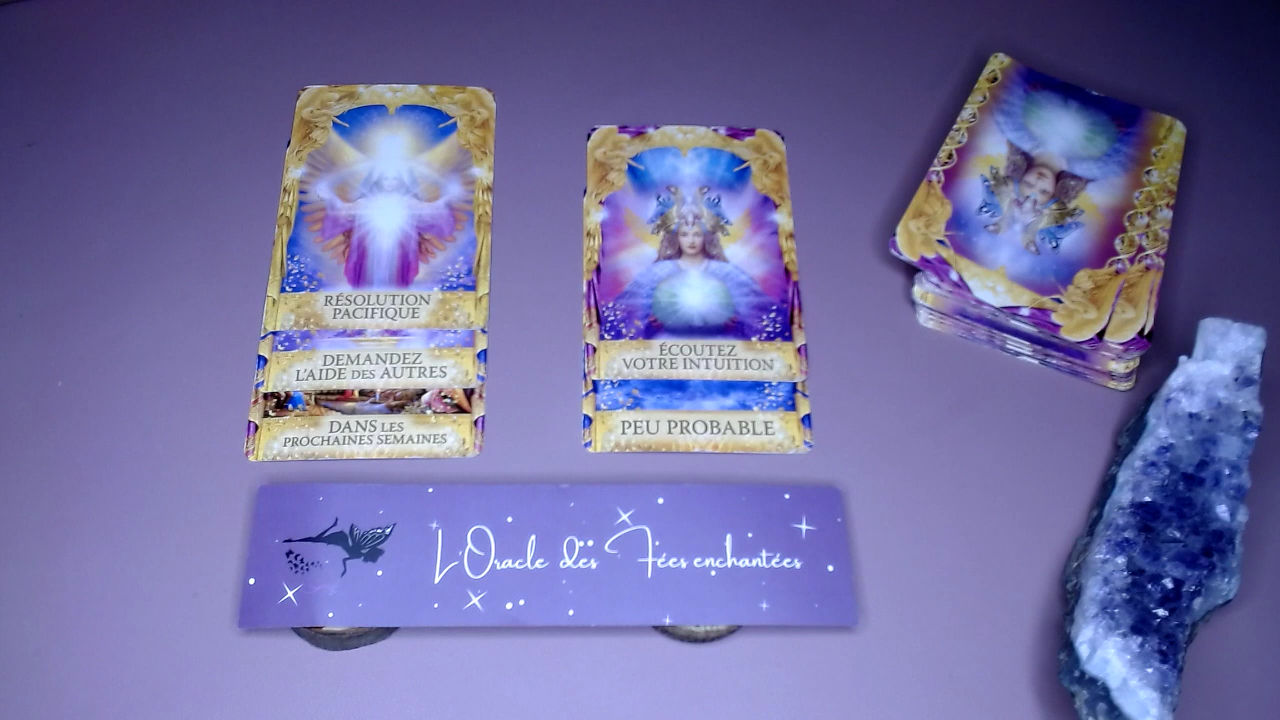 RÉSOLUTION
PACIFIQUE
DEMANDEZ
L'AIDE DES AUTRES
DANS LES
PROCHAINES SEMAINES
ÉCOUTEZ
VOTRE INTUITION
PEU PROBABLE
L'Oracle des Fées enchantées